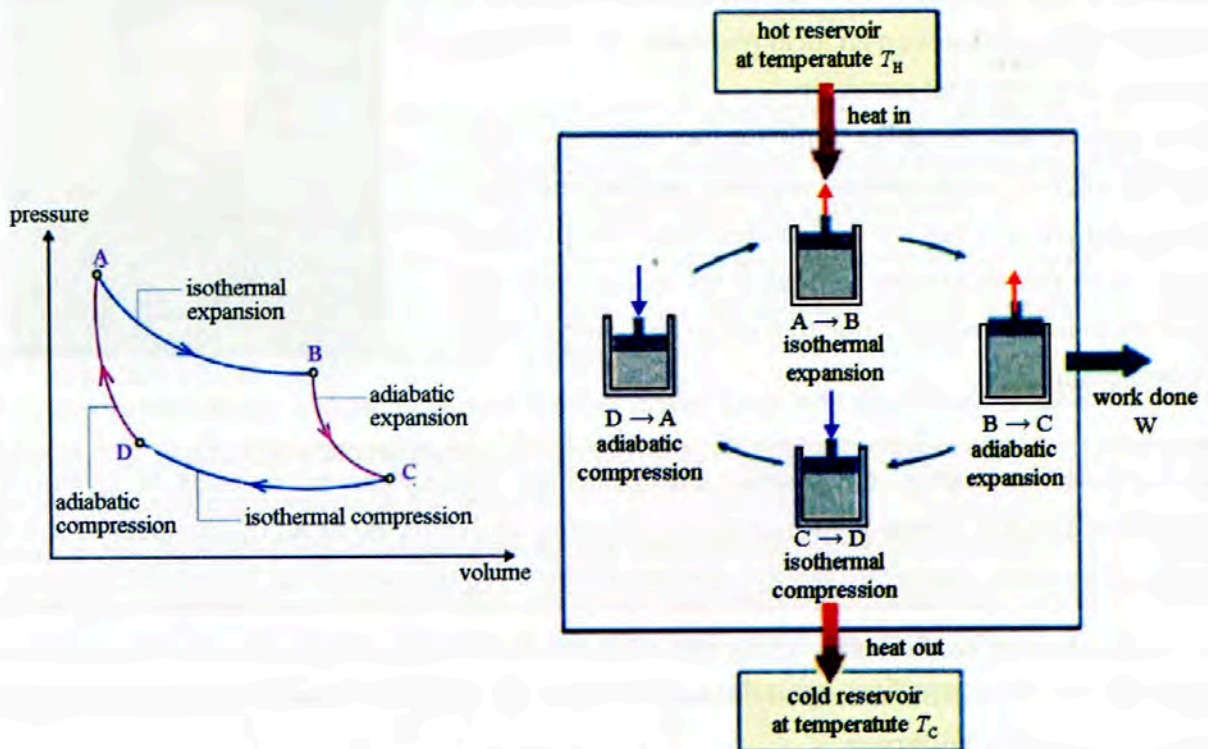 pressure
A
isothermal
expansion
B
adiabatic
expansion
D
C
adiabatic
compression
isothermal compression
volume
hot reservoir
at temperatute T_H
heat in
A → B
isothermal
expansion
D → A
adiabatic
compression
B → C
adiabatic
expansion
work done
W
C → D
isothermal
compression
heat out
cold reservoir
at temperatute T_C